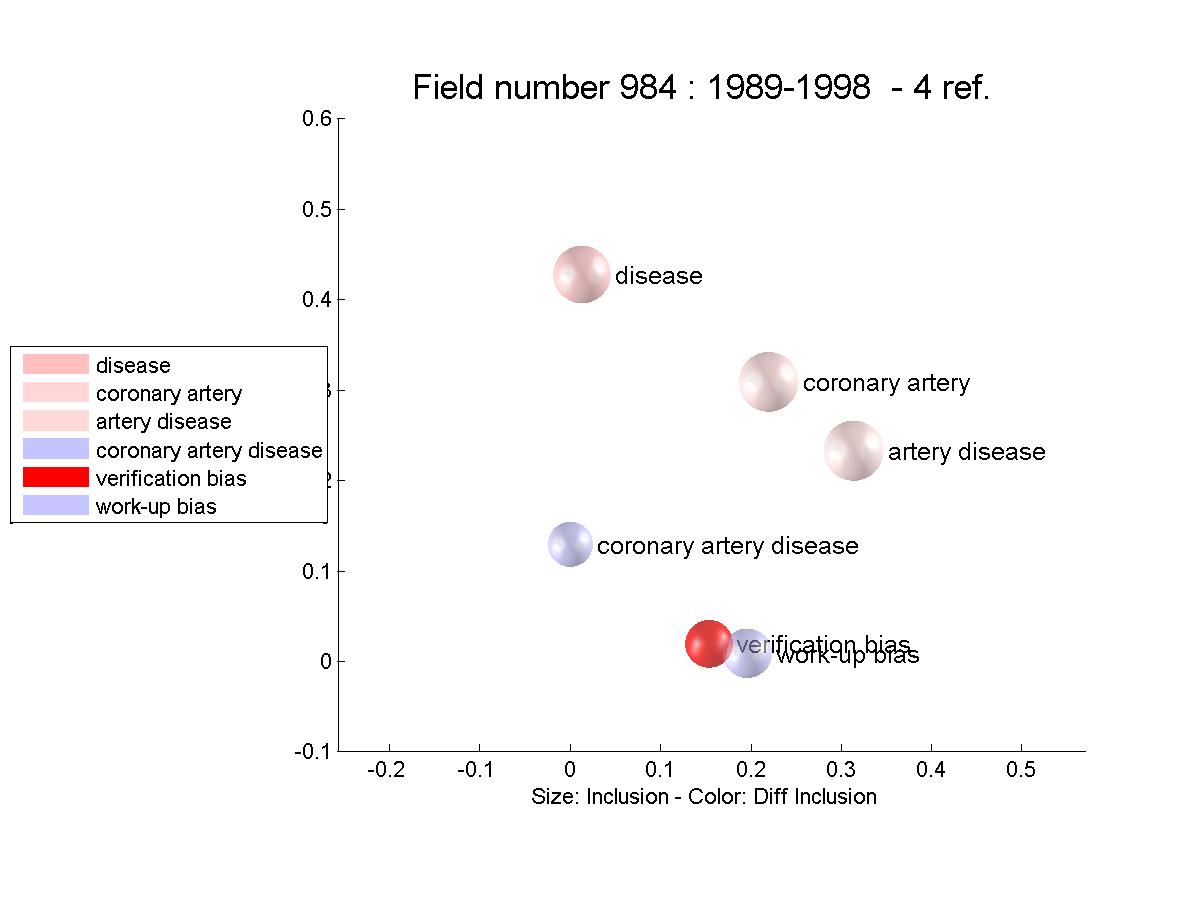 Field number 984 : 1989-1998  - 4 ref.
0.6
0.5
disease
0.4
disease
coronary artery
artery disease
coronary artery disease
verification bias
work-up bias
3
coronary artery
artery disease
2
coronary artery disease
0.1
verification bias
work-up bias
0
-0.1
-0.2 -0.1 0 0.1 0.2 0.3 0.4 0.5
Size: Inclusion - Color: Diff Inclusion